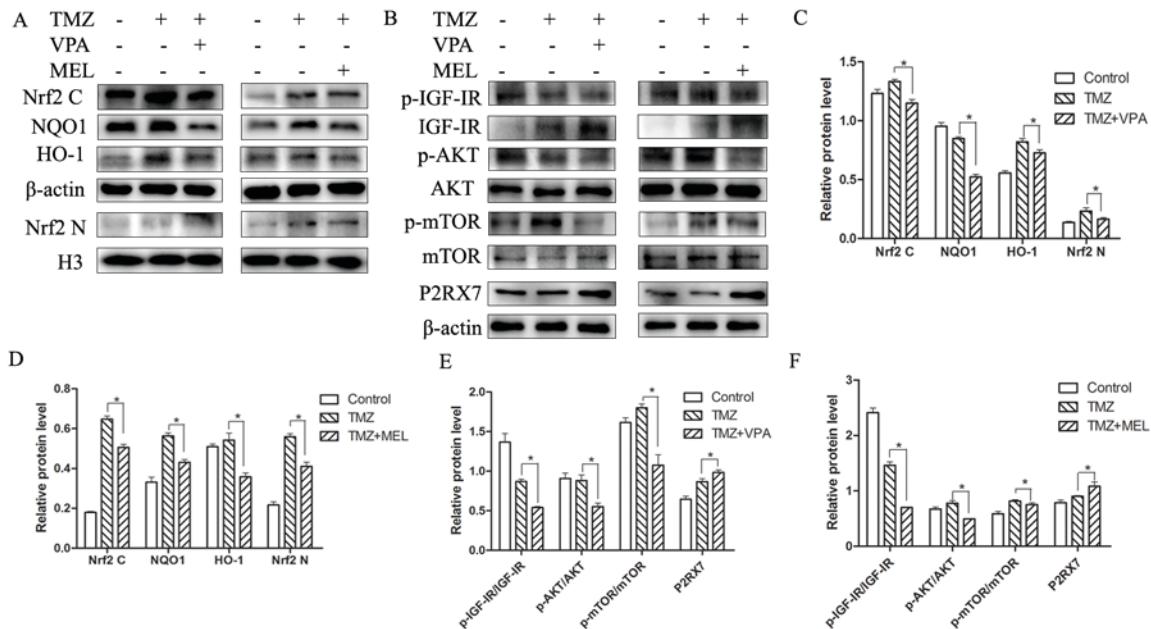 A
TMZ - + + - + +
VPA - - + - - -
MEL - - - - - +
Nrf2 C
NQO1
HO-1
β-actin
Nrf2 N
H3
B
TMZ - + + - + +
VPA - - + - - -
MEL - - - - - +
p-IGF-IR
IGF-IR
p-AKT
AKT
p-mTOR
mTOR
P2RX7
β-actin
C
Relative protein level
1.5
1.0
0.5
0.0
* * * *
Control
TMZ
TMZ+VPA
Nrf2 C NQO1 HO-1 Nrf2 N
D
Relative protein level
0.8
0.6
0.4
0.2
0.0
* * * *
Control
TMZ
TMZ+MEL
Nrf2 C NQO1 HO-1 Nrf2 N
E
Relative protein level
2.0
1.5
1.0
0.5
0.0
* * * *
Control
TMZ
TMZ+VPA
p-IGF-IR/IGF-IR p-AKT/AKT p-mTOR/mTOR P2RX7
F
Relative protein level
3
2
1
0
* * * *
Control
TMZ
TMZ+MEL
p-IGF-IR/IGF-IR p-AKT/AKT p-mTOR/mTOR P2RX7